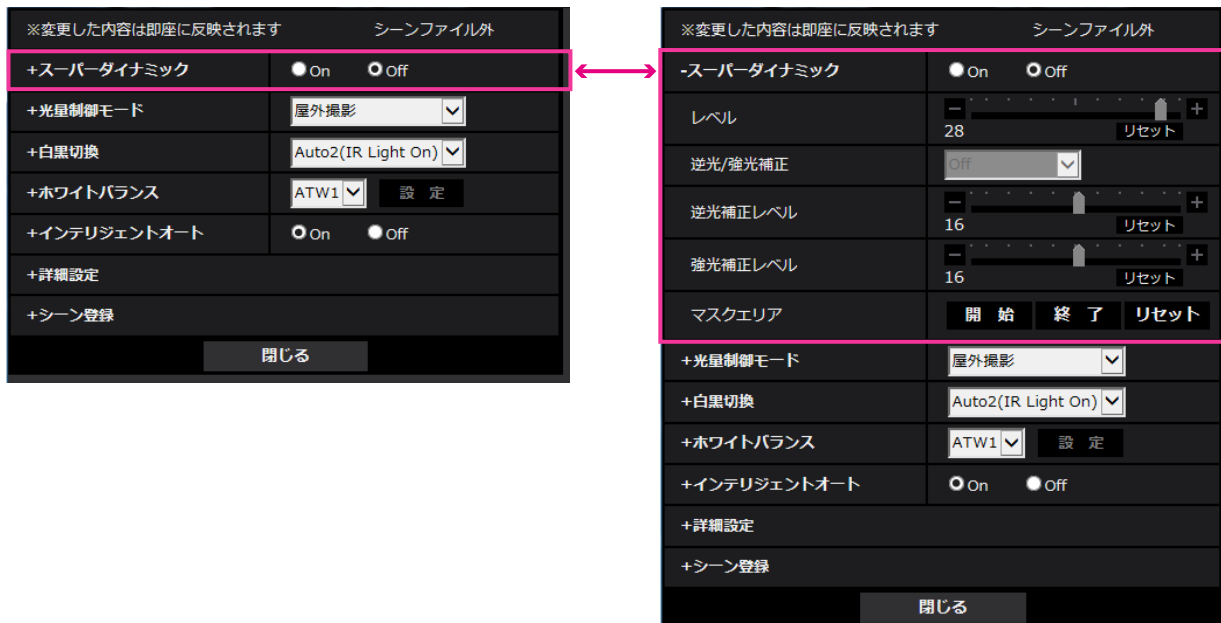 ※変更した内容は即座に反映されます シーンファイル外
+スーパーダイナミック On Off
+光量制御モード 屋外撮影
+白黒切換 Auto2(IR Light On)
+ホワイトバランス ATW1 設 定
+インテリジェントオート On Off
+詳細設定
+シーン登録
閉じる
※変更した内容は即座に反映されます シーンファイル外
-スーパーダイナミック On Off
レベル - +
28 リセット
逆光/強光補正 Off
逆光補正レベル - +
16 リセット
強光補正レベル - +
16 リセット
マスクエリア 開 始 終 了 リセット
+光量制御モード 屋外撮影
+白黒切換 Auto2(IR Light On)
+ホワイトバランス ATW1 設 定
+インテリジェントオート On Off
+詳細設定
+シーン登録
閉じる